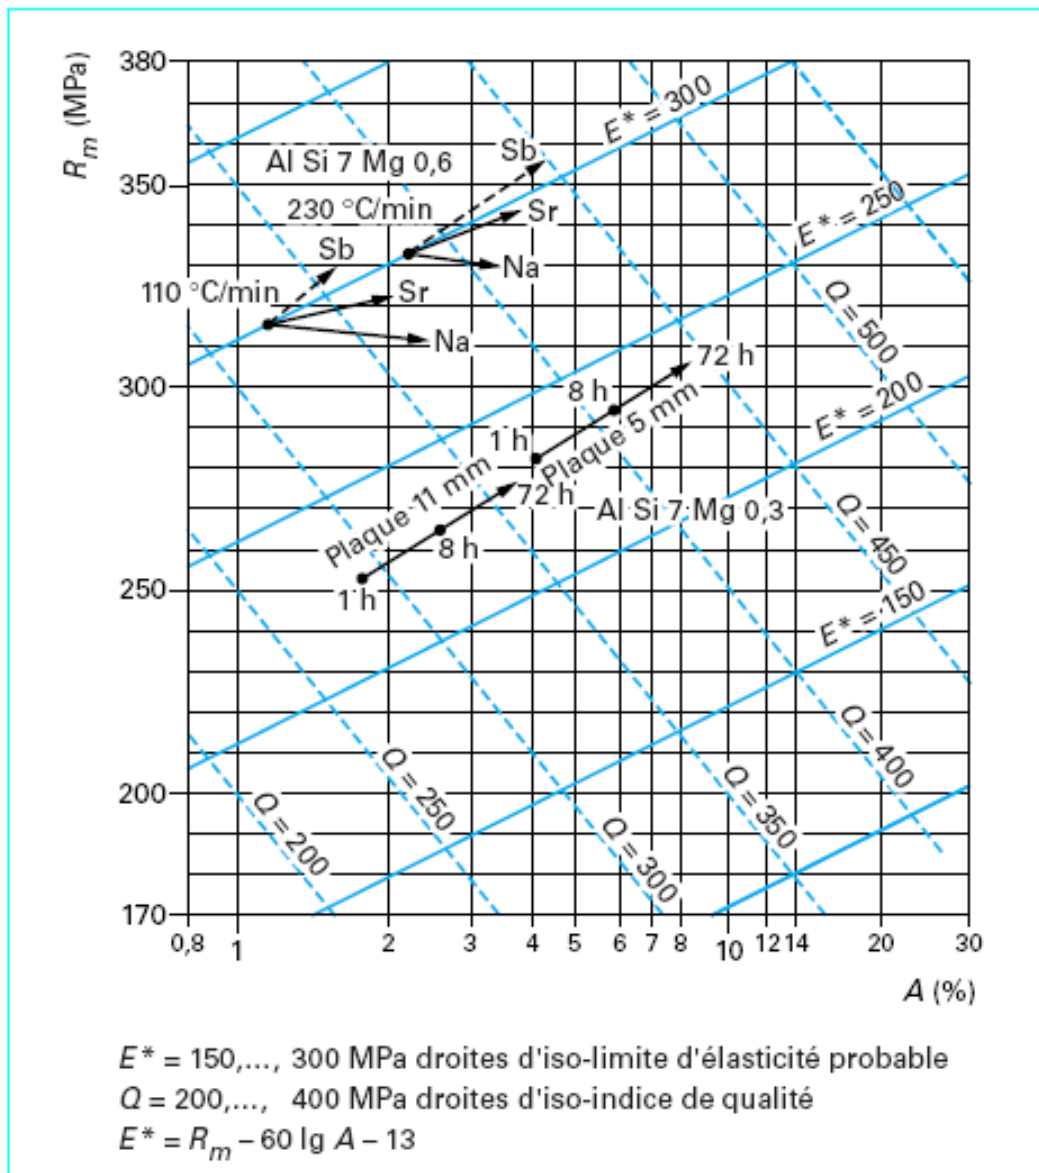 R_m (MPa)
380
350
300
250
200
170
Al Si 7 Mg 0,6
Sb
E* = 300
230 °C/min
Sr
Na
Sb
110 °C/min
Sr
Na
E* = 250
Q = 500
72 h
8 h
1 h
Plaque 5 mm
E* = 200
Plaque 11 mm
72 h
8 h
1 h
Al Si 7 Mg 0,3
Q = 450
E* = 150
Q = 400
Q = 350
Q = 300
Q = 250
Q = 200
0,8 1 2 3 4 5 6 7 8 10 12 14 20 30
A (%)
E* = 150,..., 300 MPa droites d'iso-limite d'élasticité probable
Q = 200,..., 400 MPa droites d'iso-indice de qualité
E* = R_m – 60 lg A – 13